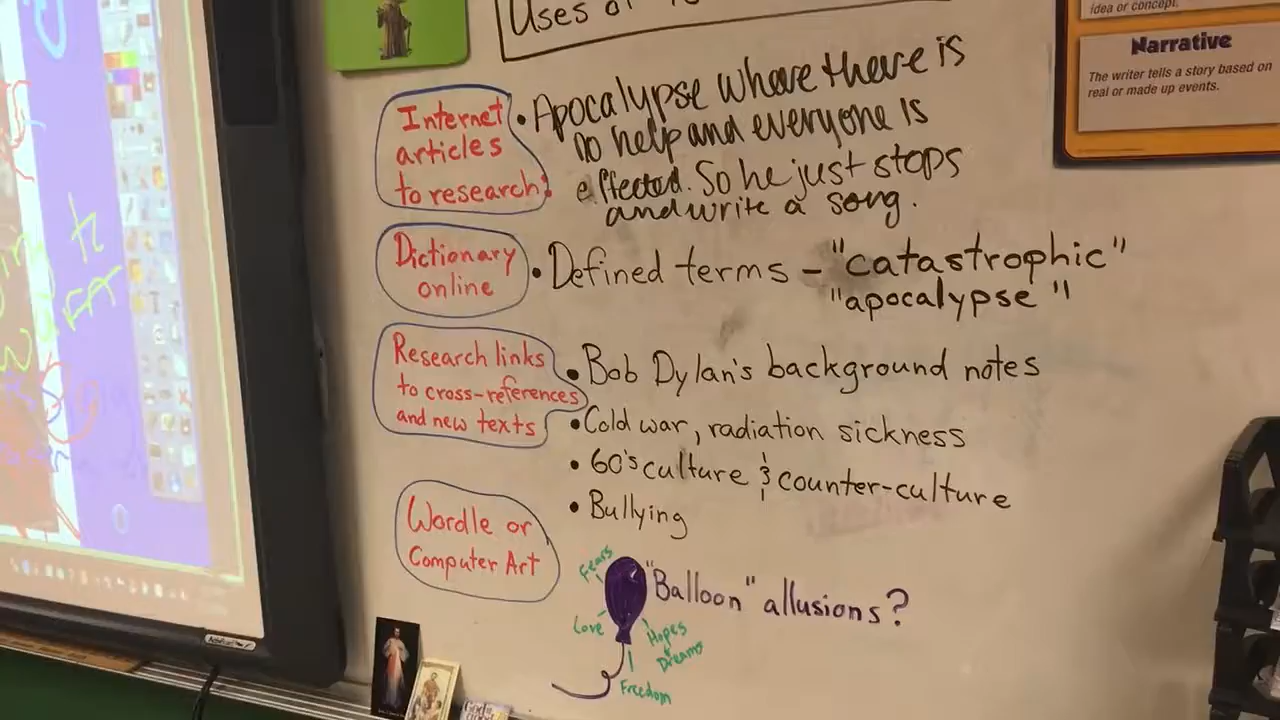 Uses of
idea or concept.
Narrative
The writer tells a story based on
real or made up events.
Internet
articles
to research:
• Apocalypse where there is
no help and everyone is
effected. So he just stops
and write a song.
Dictionary
online
• Defined terms - "catastrophic"
"apocalypse"
Research links
to cross-references
and new texts
• Bob Dylan's background notes
• Cold war, radiation sickness
• 60's culture & counter-culture
• Bullying
Wordle or
Computer Art
"Balloon" allusions?
Fears
Love
Hopes
Dreams
Freedom